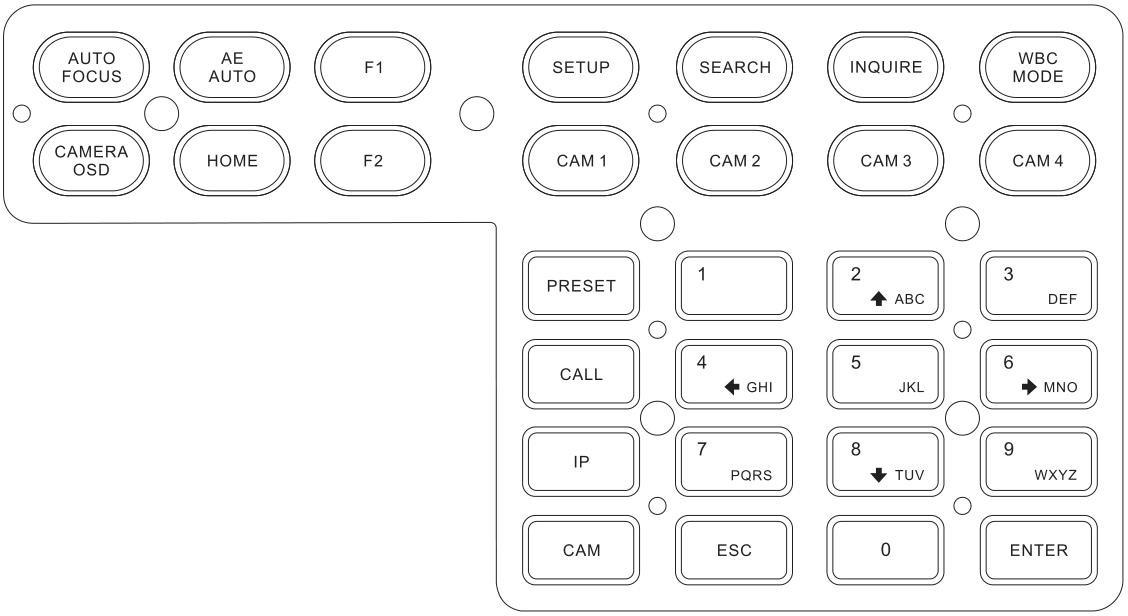 AUTO
FOCUS
AE
AUTO
F1
SETUP
SEARCH
INQUIRE
WBC
MODE
CAMERA
OSD
HOME
F2
CAM 1
CAM 2
CAM 3
CAM 4
PRESET
1
2
ABC
3
DEF
CALL
4
GHI
5
JKL
6
MNO
IP
7
PQRS
8
TUV
9
WXYZ
CAM
ESC
0
ENTER